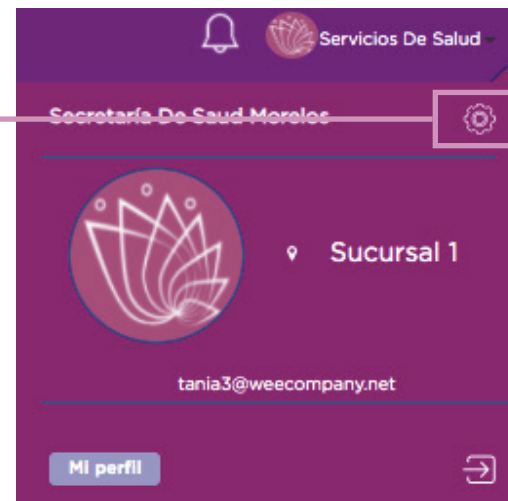 Servicios De Salud
Secretaría De Saud Morelos
Sucursal 1
tania3@weecompany.net
Mi perfil